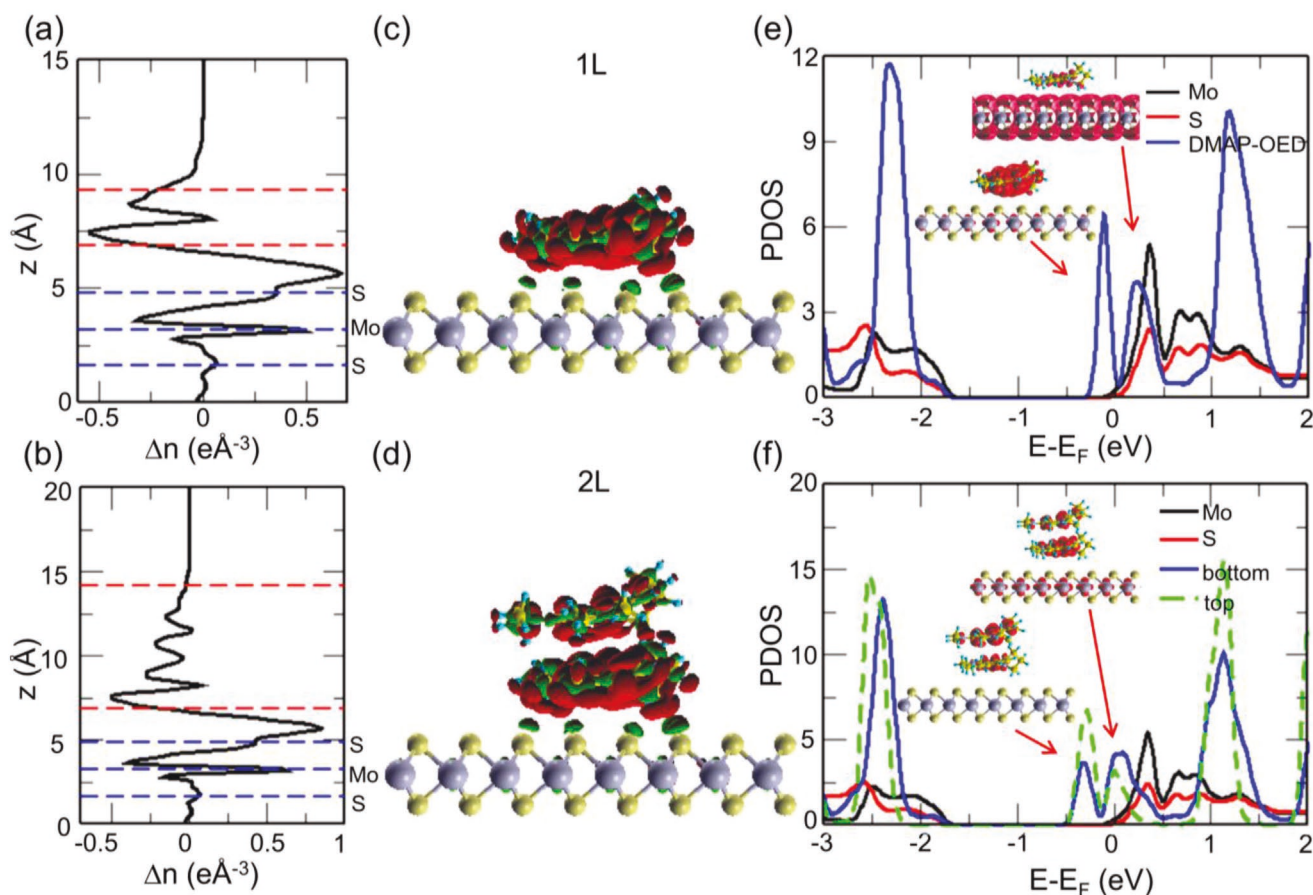 (a)
15
10
5
0
z (Å)
S
Mo
S
-0.5 0 0.5
Δn (eÅ-3)
(c)
1L
(e)
12
9
6
3
0
PDOS
Mo
S
DMAP-OED
-3 -2 -1 0 1 2
E-EF (eV)
(b)
20
15
10
5
0
z (Å)
S
Mo
S
-0.5 0 0.5 1
Δn (eÅ-3)
(d)
2L
(f)
20
15
10
5
0
PDOS
Mo
S
bottom
top
-3 -2 -1 0 1 2
E-EF (eV)